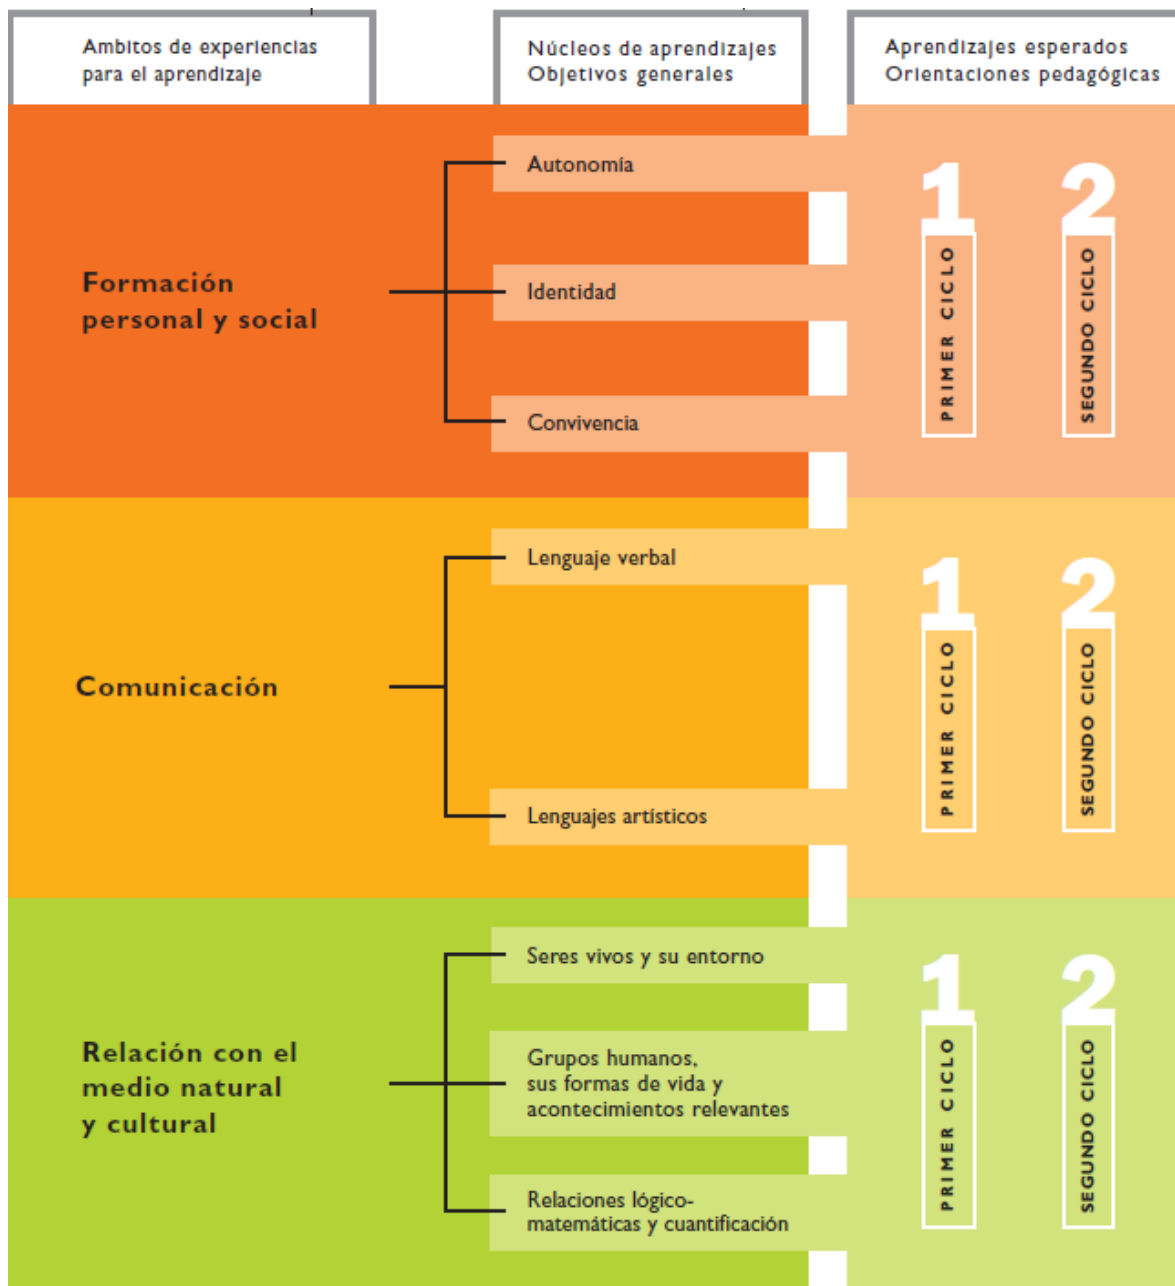 Ambitos de experiencias
para el aprendizaje
Núcleos de aprendizajes
Objetivos generales
Aprendizajes esperados
Orientaciones pedagógicas
Formación
personal y social
Autonomía
Identidad
Convivencia
1
PRIMER CICLO
2
SEGUNDO CICLO
Comunicación
Lenguaje verbal
Lenguajes artísticos
1
PRIMER CICLO
2
SEGUNDO CICLO
Relación con el
medio natural
y cultural
Seres vivos y su entorno
Grupos humanos,
sus formas de vida y
acontecimientos relevantes
Relaciones lógico-
matemáticas y cuantificación
1
PRIMER CICLO
2
SEGUNDO CICLO